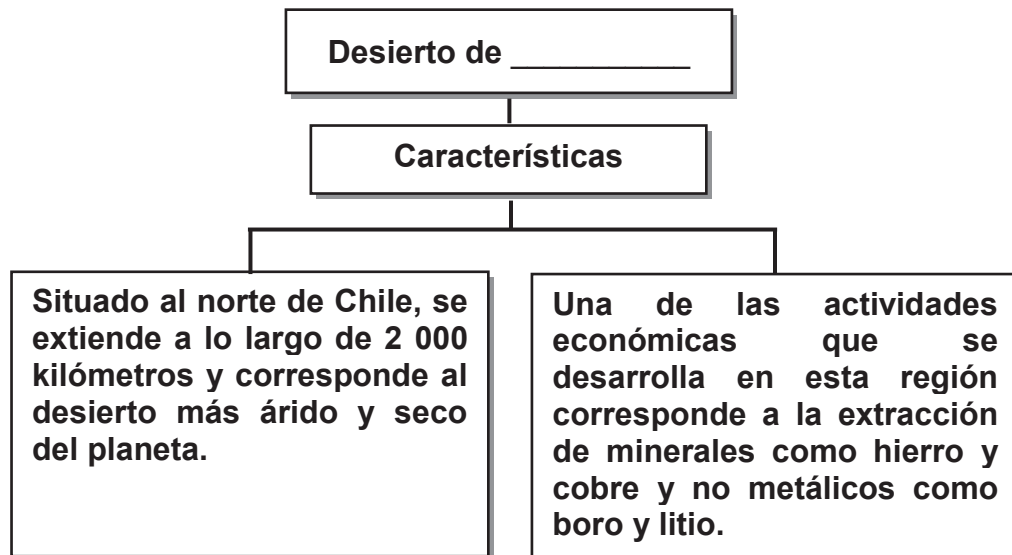 Desierto de ____________
Características
Situado al norte de Chile, se
extiende a lo largo de 2 000
kilómetros y corresponde al
desierto más árido y seco
del planeta.
Una de las actividades
económicas que se
desarrolla en esta región
corresponde a la extracción
de minerales como hierro y
cobre y no metálicos como
boro y litio.